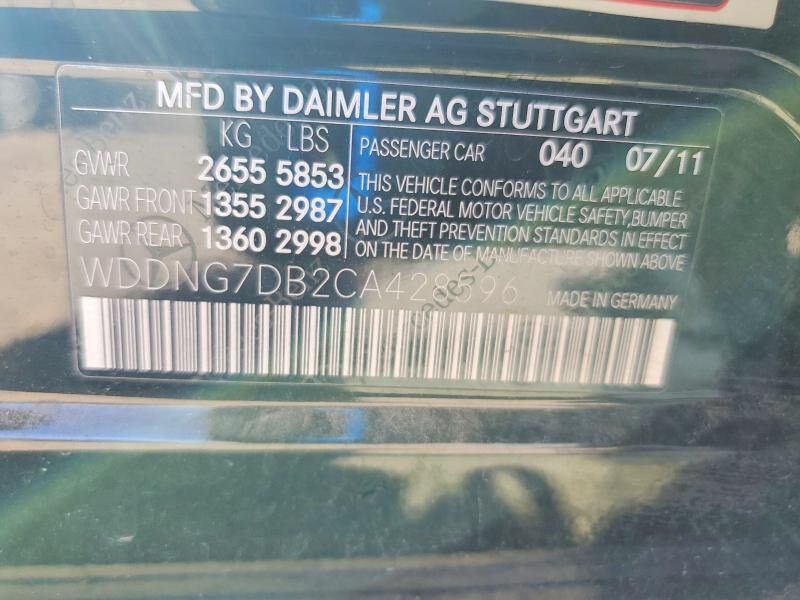 MFD BY DAIMLER AG STUTTGART
KG LBS
GVWR 2655 5853
GAWR FRONT 1355 2987
GAWR REAR 1360 2998
PASSENGER CAR 040 07/11
THIS VEHICLE CONFORMS TO ALL APPLICABLE
U.S. FEDERAL MOTOR VEHICLE SAFETY,BUMPER
AND THEFT PREVENTION STANDARDS IN EFFECT
ON THE DATE OF MANUFACTURE SHOWN ABOVE
WDDNG7DB2CA428596 MADE IN GERMANY